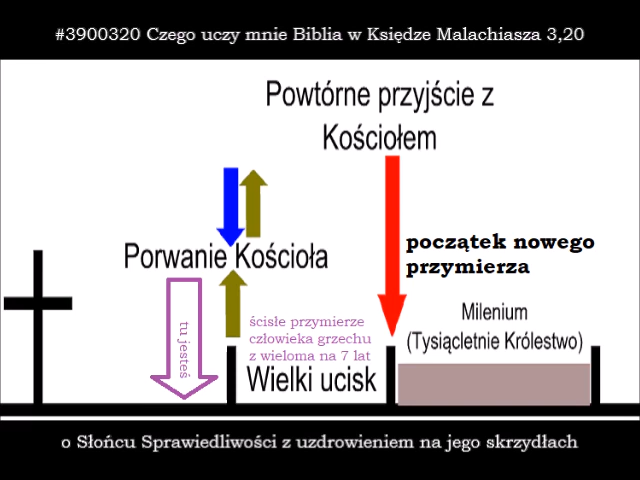 #3900320 Czego uczy mnie Biblia w Księdze Malachiasza 3,20
Powtórne przyjście z
Kościołem
Porwanie Kościoła
początek nowego
przymierza
tu jesteś
ścisłe przymierze
człowieka grzechu
z wieloma na 7 lat
Wielki ucisk
Milenium
(Tysiącletnie Królestwo)
o Słońcu Sprawiedliwości z uzdrowieniem na jego skrzydłach